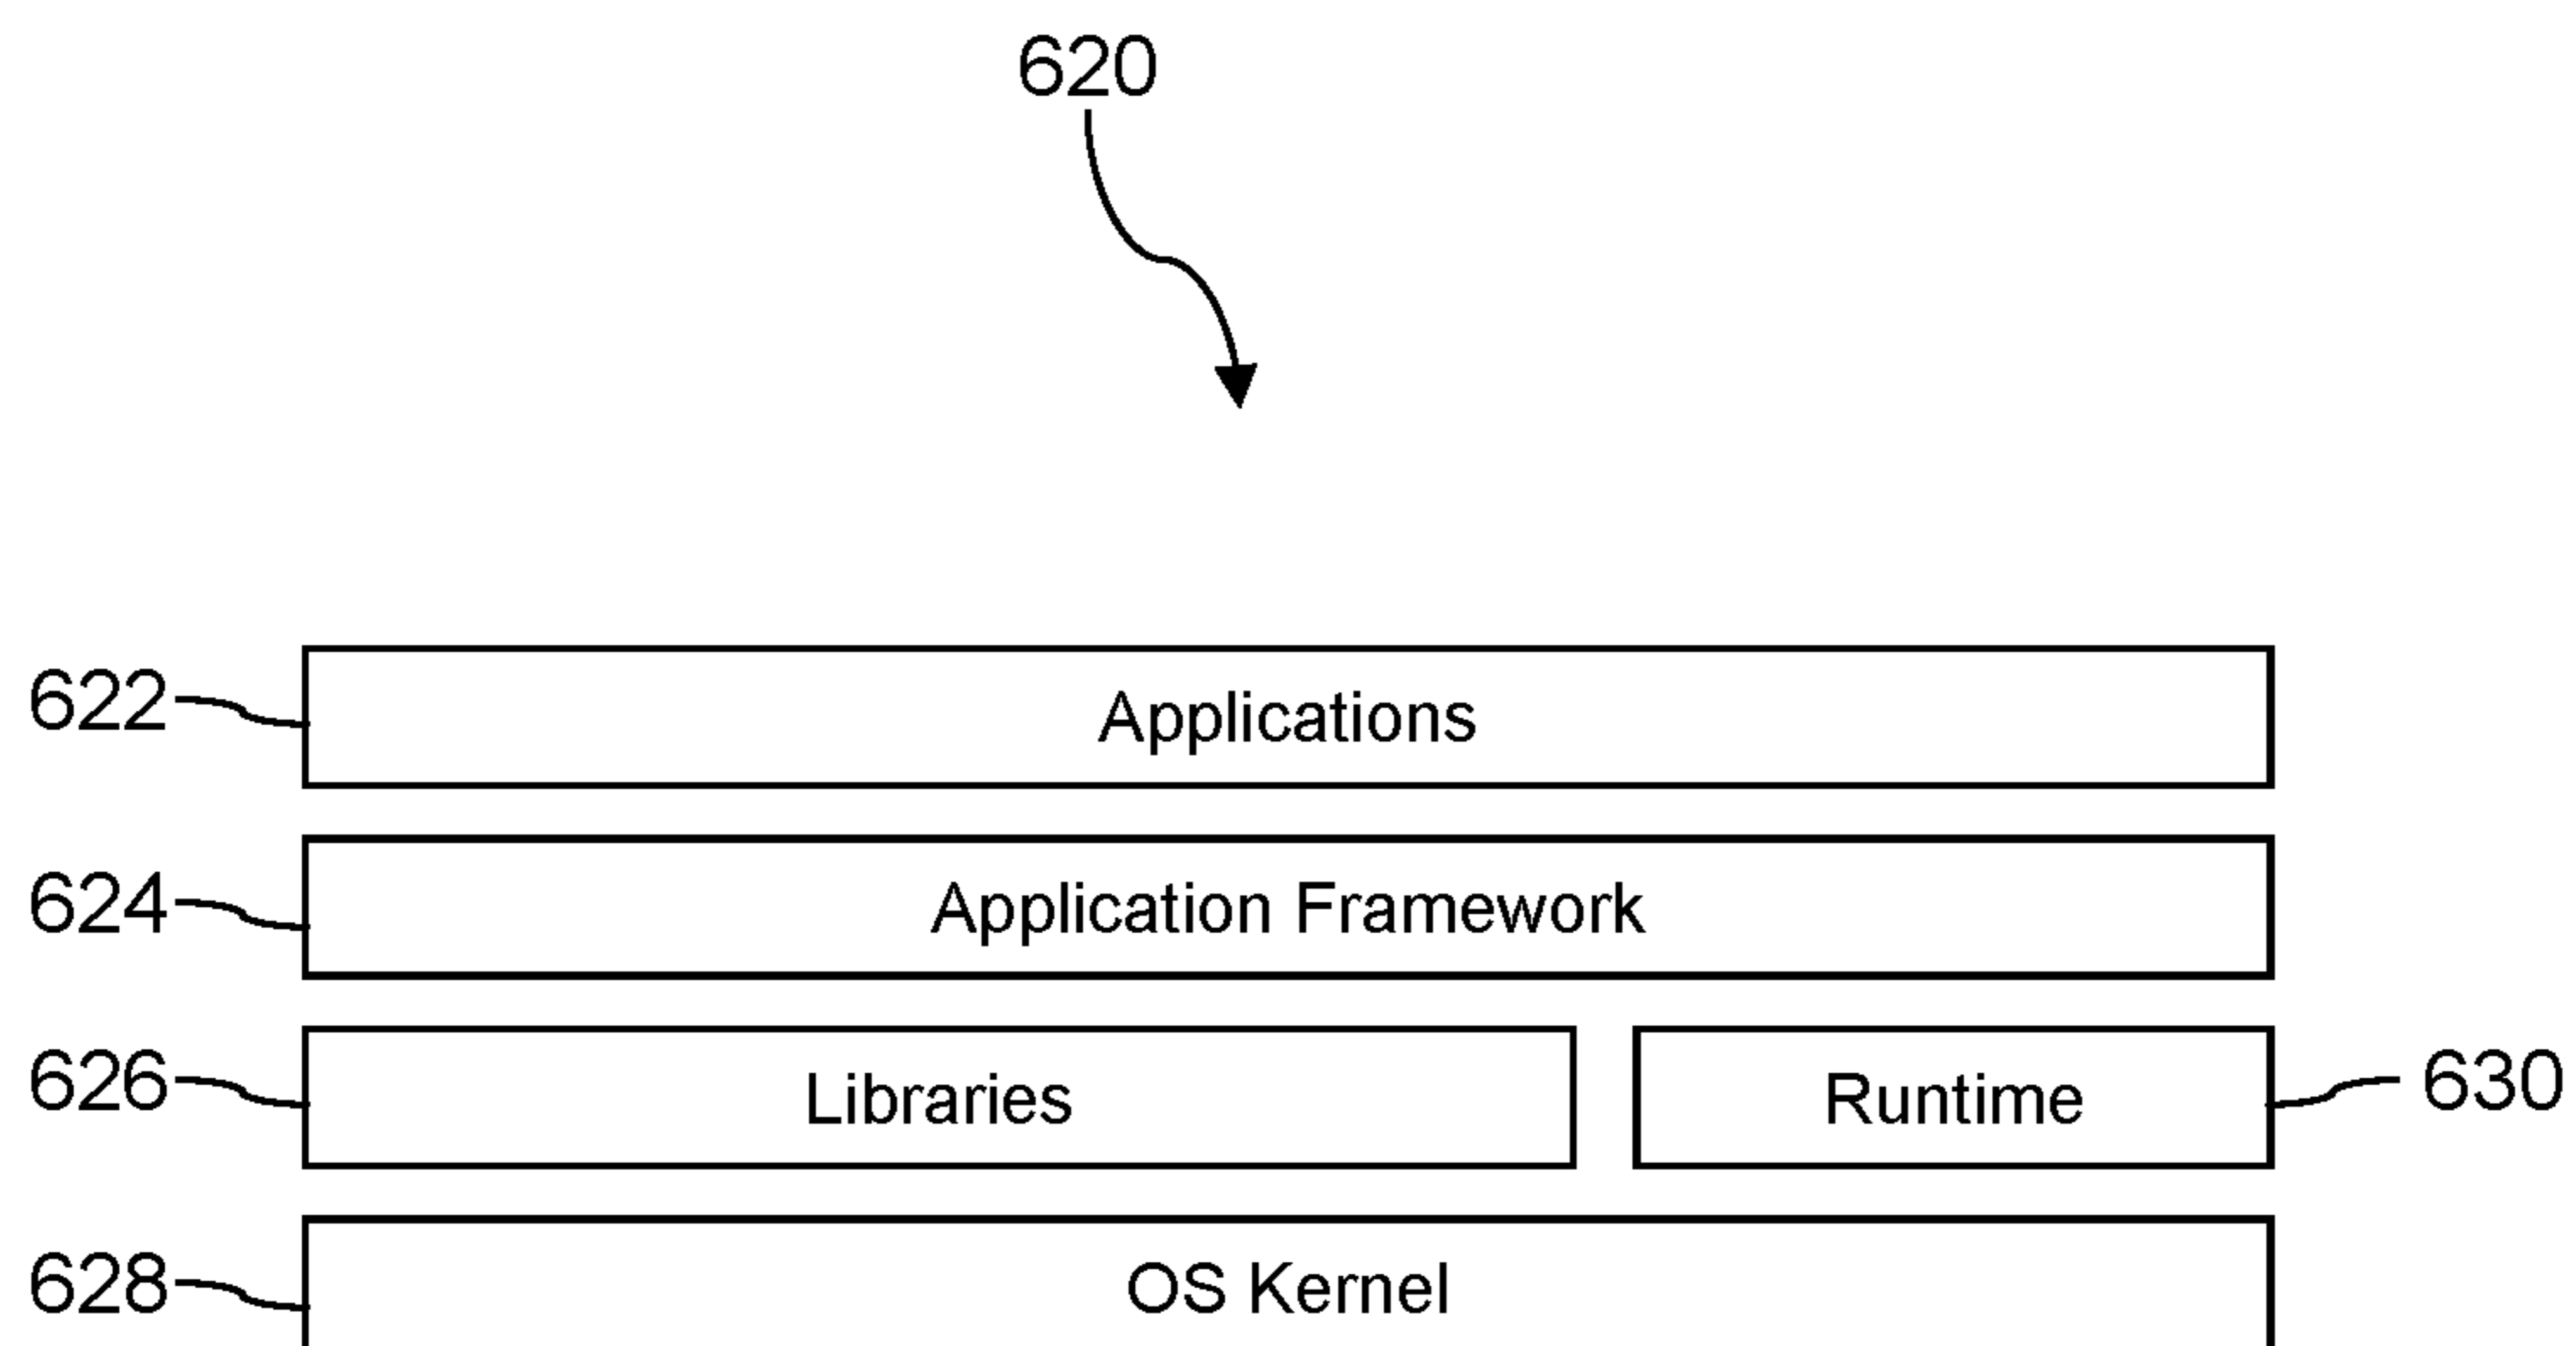 620
622 Applications
624 Application Framework
626 Libraries Runtime 630
628 OS Kernel